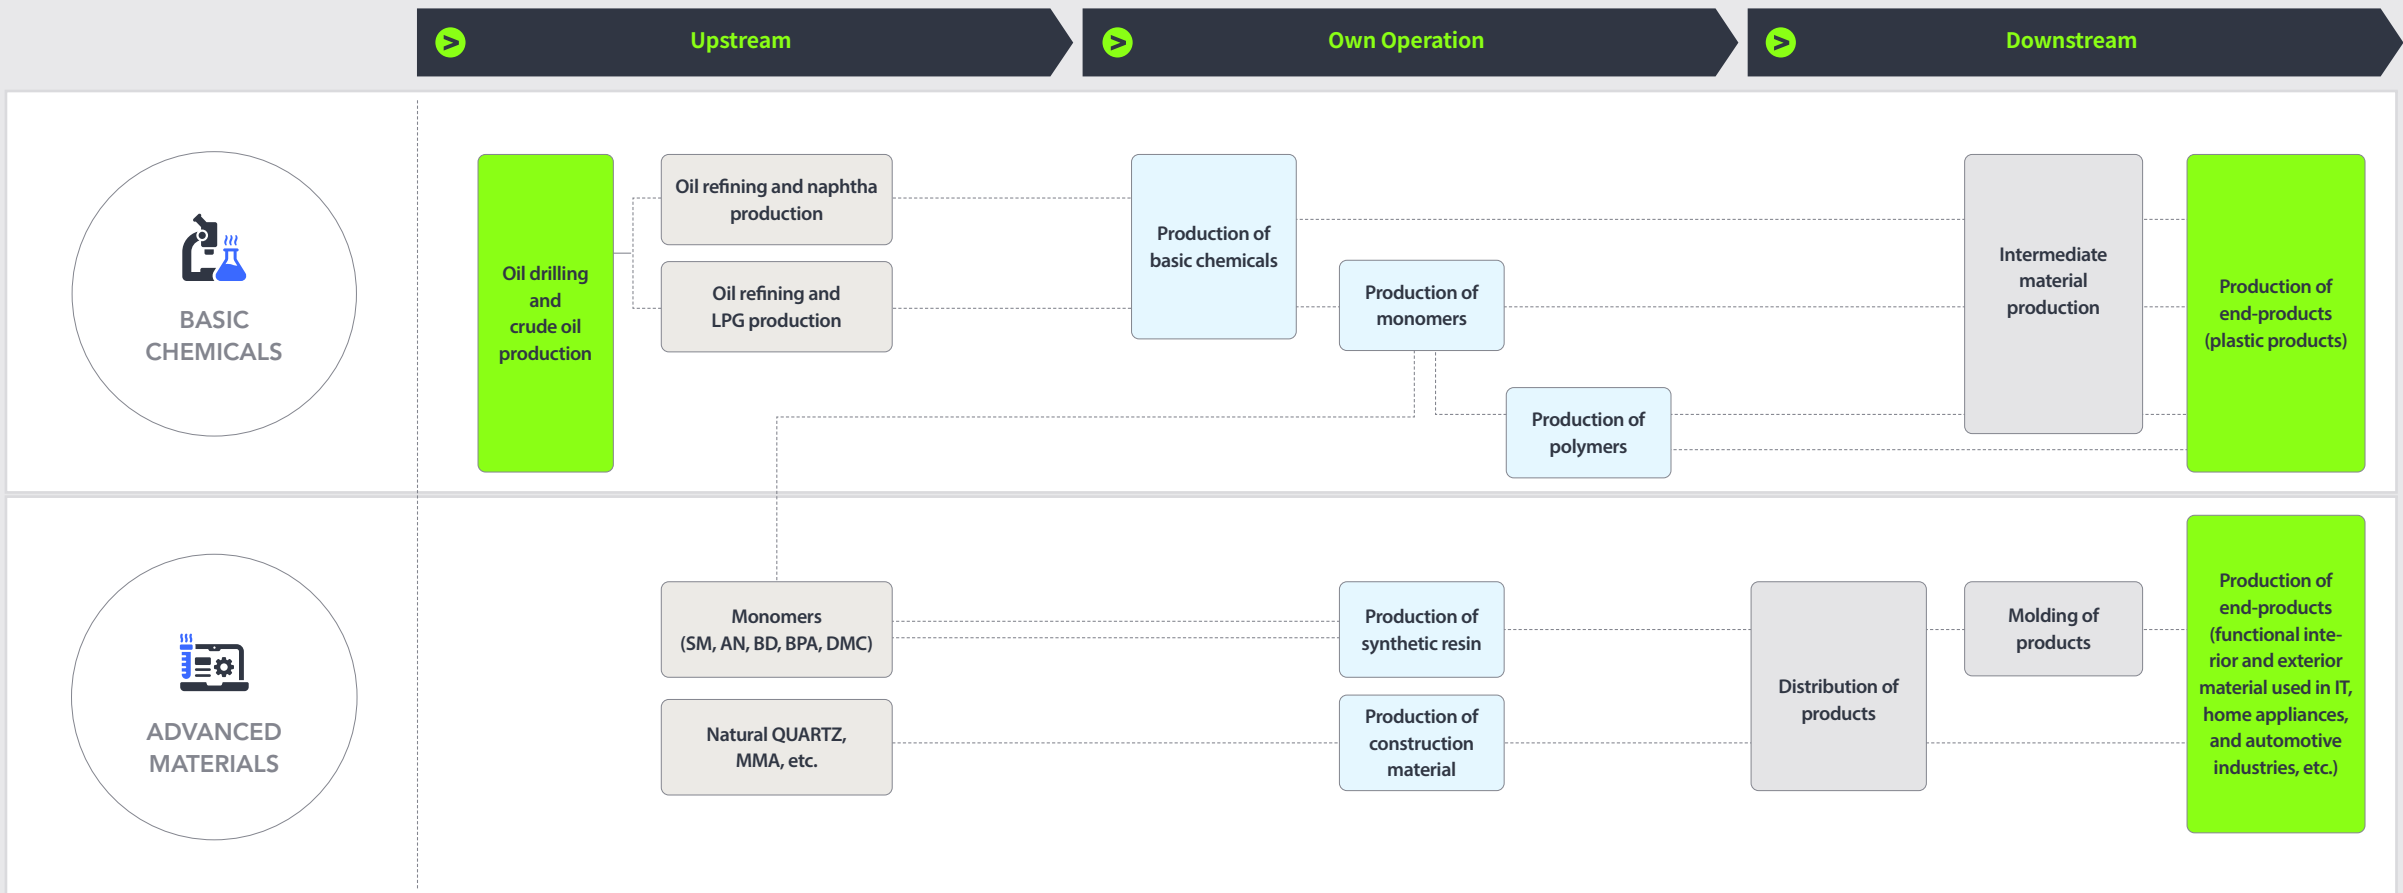 Upstream
Own Operation
Downstream
BASIC
CHEMICALS
Oil drilling
and
crude oil
production
Oil refining and naphtha
production
Oil refining and
LPG production
Production of
basic chemicals
Production of
monomers
Production of
polymers
Intermediate
material
production
Production of
end-products
(plastic products)
ADVANCED
MATERIALS
Monomers
(SM, AN, BD, BPA, DMC)
Natural QUARTZ,
MMA, etc.
Production of
synthetic resin
Production of
construction
material
Distribution of
products
Molding of
products
Production of
end-products
(functional inte-
rior and exterior
material used in IT,
home appliances,
and automotive
industries, etc.)